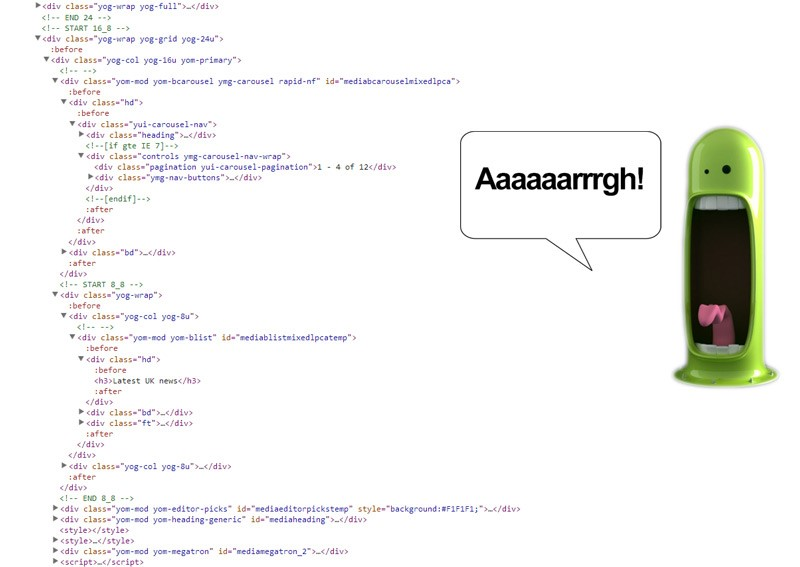 ▶<div class="yog-wrap yog-full">…</div>
<!-- END 24 -->
<!-- START 16_8 -->
▼<div class="yog-wrap yog-grid yog-24u">
:before
▼<div class="yog-col yog-16u yom-primary">
<!-- -->
▼<div class="yom-mod yom-bcarousel ymg-carousel rapid-nf" id="mediabcarouselmixedlpca">
:before
▼<div class="hd">
:before
▼<div class="yui-carousel-nav">
▶<div class="heading">…</div>
<!--[if gte IE 7]-->
▼<div class="controls ymg-carousel-nav-wrap">
<div class="pagination yui-carousel-pagination">1 - 4 of 12</div>
▶<div class="ymg-nav-buttons">…</div>
</div>
<!--[endif]-->
:after
</div>
:after
</div>
▶<div class="bd">…</div>
:after
</div>
<!-- START 8_8 -->
▼<div class="yog-wrap">
:before
▼<div class="yog-col yog-8u">
<!-- -->
▼<div class="yom-mod yom-blist" id="mediablistmixedlpcatemp">
:before
▼<div class="hd">
:before
<h3>Latest UK news</h3>
:after
</div>
▶<div class="bd">…</div>
▶<div class="ft">…</div>
:after
</div>
</div>
▶<div class="yog-col yog-8u">…</div>
:after
</div>
<!-- END 8_8 -->
▶<div class="yom-mod yom-editor-picks" id="mediaeditorpickstemp" style="background:#F1F1F1;">…</div>
▶<div class="yom-mod yom-heading-generic" id="mediaheading">…</div>
<style></style>
▶<style>…</style>
▶<div class="yom-mod yom-megatron" id="mediamegatron_2">…</div>
▶<script>…</script>
Aaaaaarrrgh!